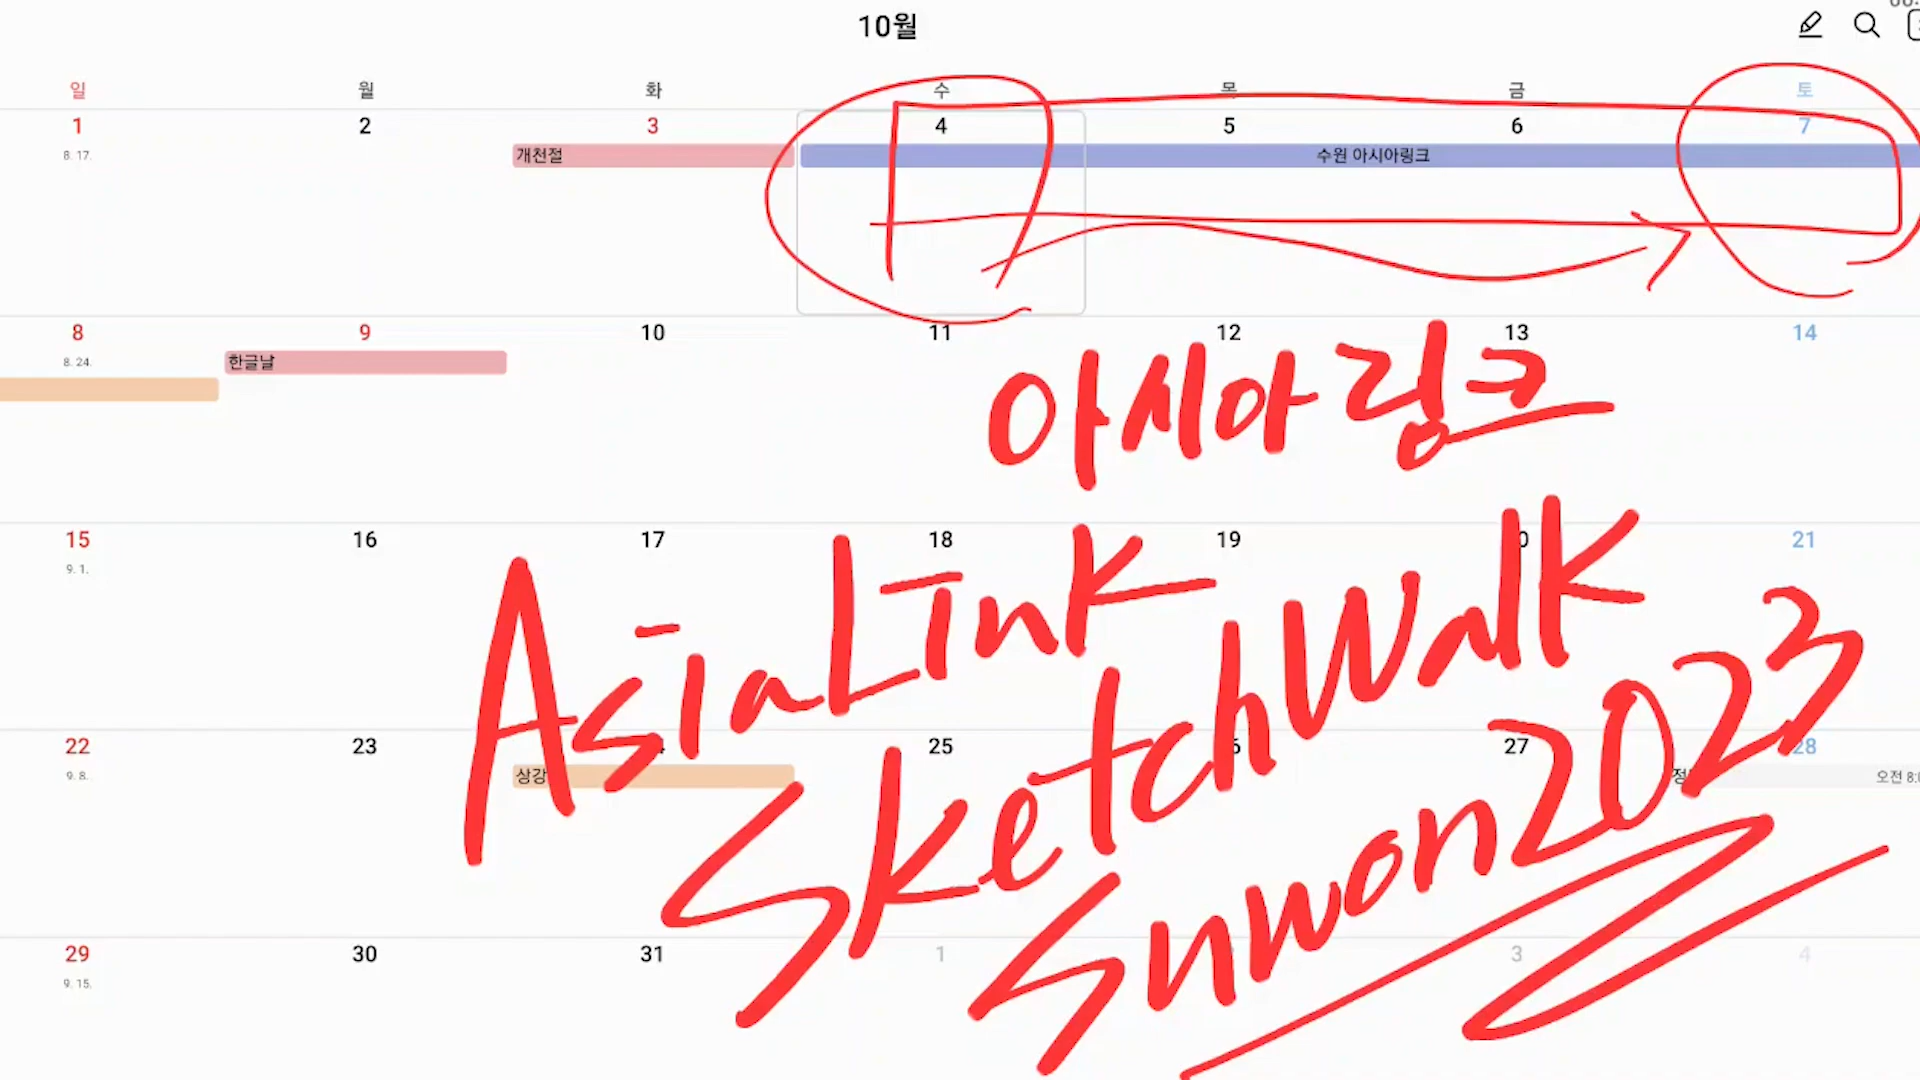 10월
일 월 화 수 목 금 토
1 2 3 4 5 6 7
8. 17. 개천절 수원 아시아링크
8 9 10 11 12 13 14
8. 24. 한글날
아시아링크
15 16 17 18 19 21
9. 1.
AsiaLink
SketchWalk
Suwon2023
22 23 25 27 28
9. 8. 상강 오전
29 30 31 1 3 4
9. 15.